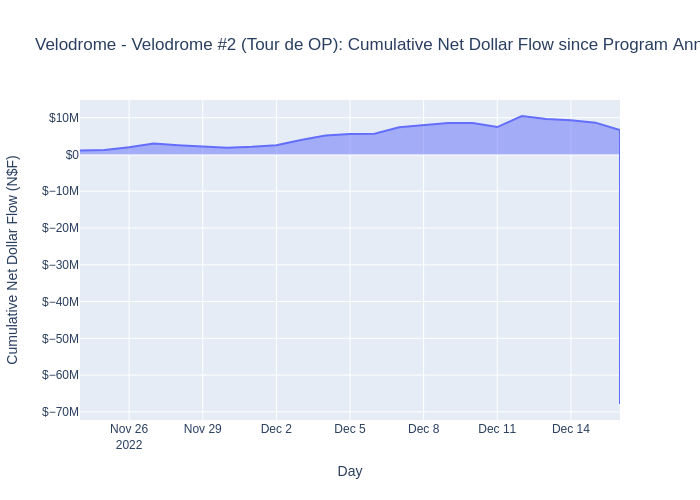 Velodrome - Velodrome #2 (Tour de OP): Cumulative Net Dollar Flow since Program Ann
Cumulative Net Dollar Flow (N$F)
$10M
$0
$−10M
$−20M
$−30M
$−40M
$−50M
$−60M
$−70M
Nov 26
2022
Nov 29
Dec 2
Dec 5
Dec 8
Dec 11
Dec 14
Day